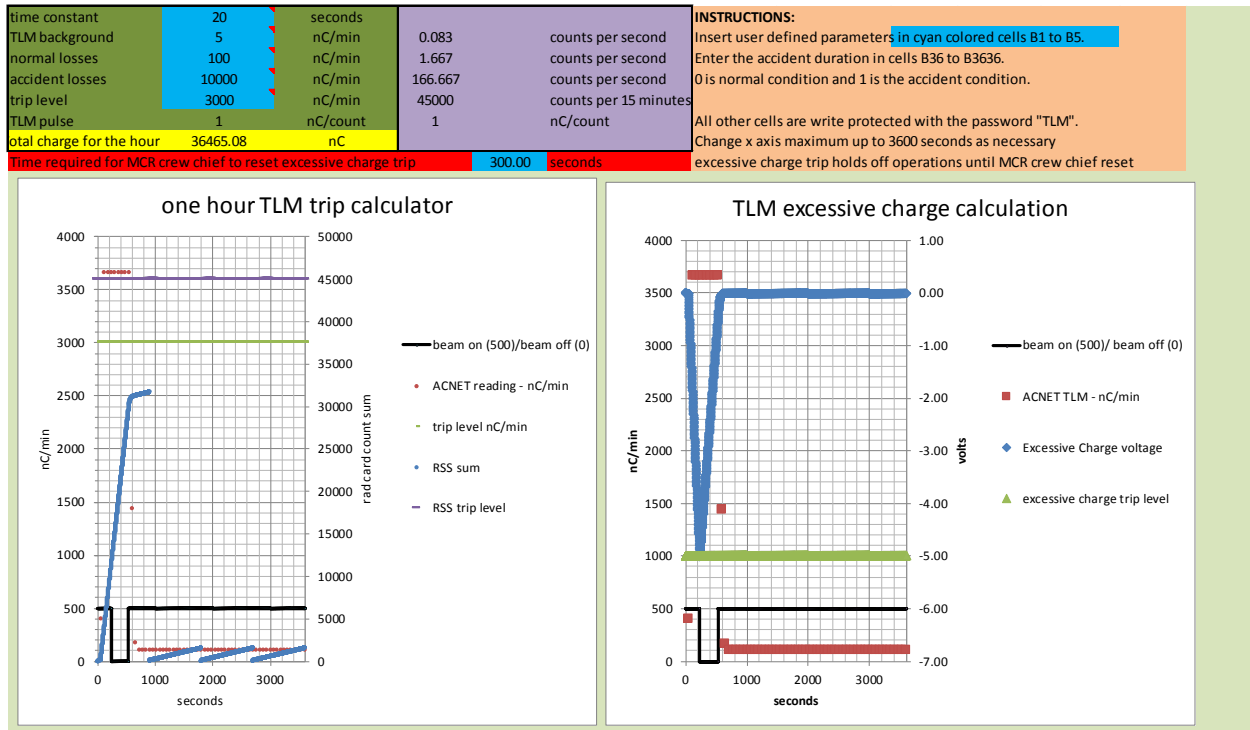 time constant 20 seconds INSTRUCTIONS:
TLM background 5 nC/min 0.083 counts per second Insert user defined parameters in cyan colored cells B1 to B5.
normal losses 100 nC/min 1.667 counts per second Enter the accident duration in cells B36 to B3636.
accident losses 10000 nC/min 166.667 counts per second 0 is normal condition and 1 is the accident condition.
trip level 3000 nC/min 45000 counts per 15 minutes
TLM pulse 1 nC/count 1 nC/count All other cells are write protected with the password "TLM".
otal charge for the hour 36465.08 nC Change x axis maximum up to 3600 seconds as necessary
Time required for MCR crew chief to reset excessive charge trip 300.00 seconds excessive charge trip holds off operations until MCR crew chief reset
one hour TLM trip calculator
4000 50000
3500 45000
3000 40000
2500 35000
2000 30000
1500 25000
1000 20000
500 15000
0 10000
5000
0
0 1000 2000 3000
seconds
nC/min
rad card count sum
beam on (500)/beam off (0)
ACNET reading - nC/min
trip level nC/min
RSS sum
RSS trip level
TLM excessive charge calculation
4000 1.00
3500 0.00
3000 -1.00
2500 -2.00
2000 -3.00
1500 -4.00
1000 -5.00
500 -6.00
0 -7.00
0 1000 2000 3000
seconds
nC/min
volts
beam on (500)/ beam off (0)
ACNET TLM - nC/min
Excessive Charge voltage
excessive charge trip level